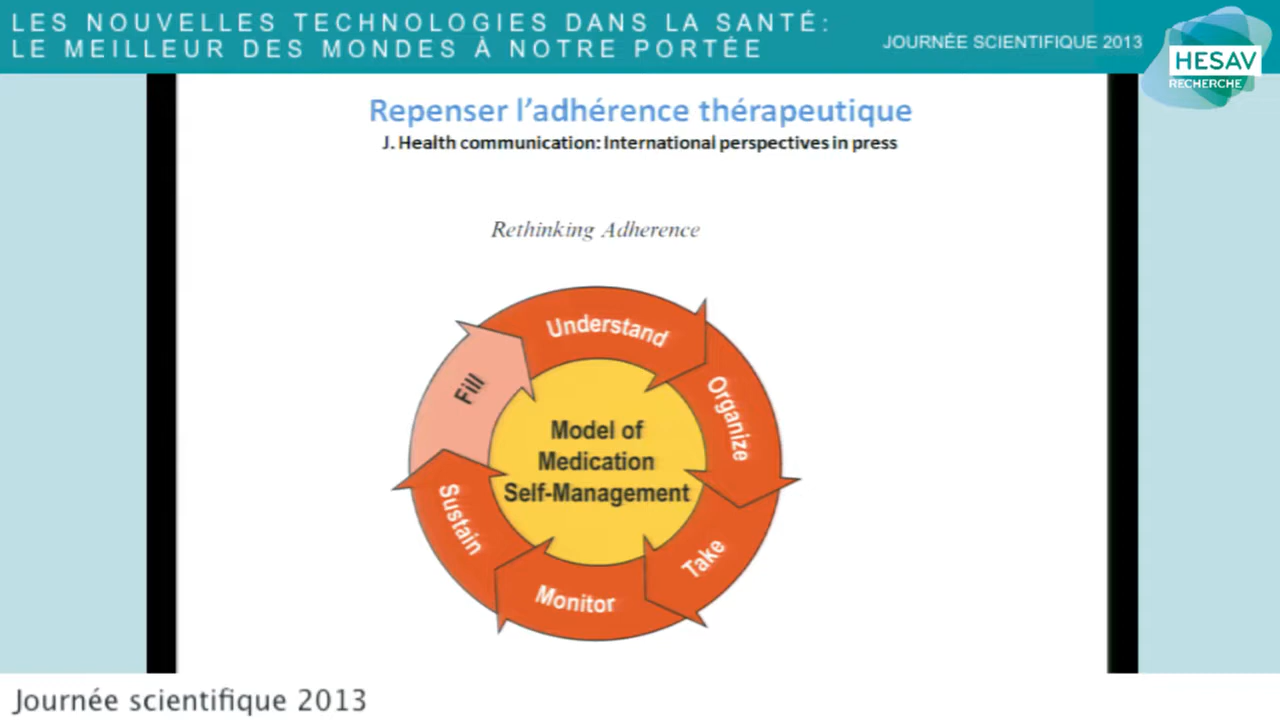 LES NOUVELLES TECHNOLOGIES DANS LA SANTÉ:
LE MEILLEUR DES MONDES À NOTRE PORTÉE
JOURNÉE SCIENTIFIQUE 2013
HESAV
RECHERCHE
Repenser l'adhérence thérapeutique
J. Health communication: International perspectives in press
Rethinking Adherence
Understand
Organize
Take
Monitor
Sustain
Fill
Model of
Medication
Self-Management
Journée scientifique 2013